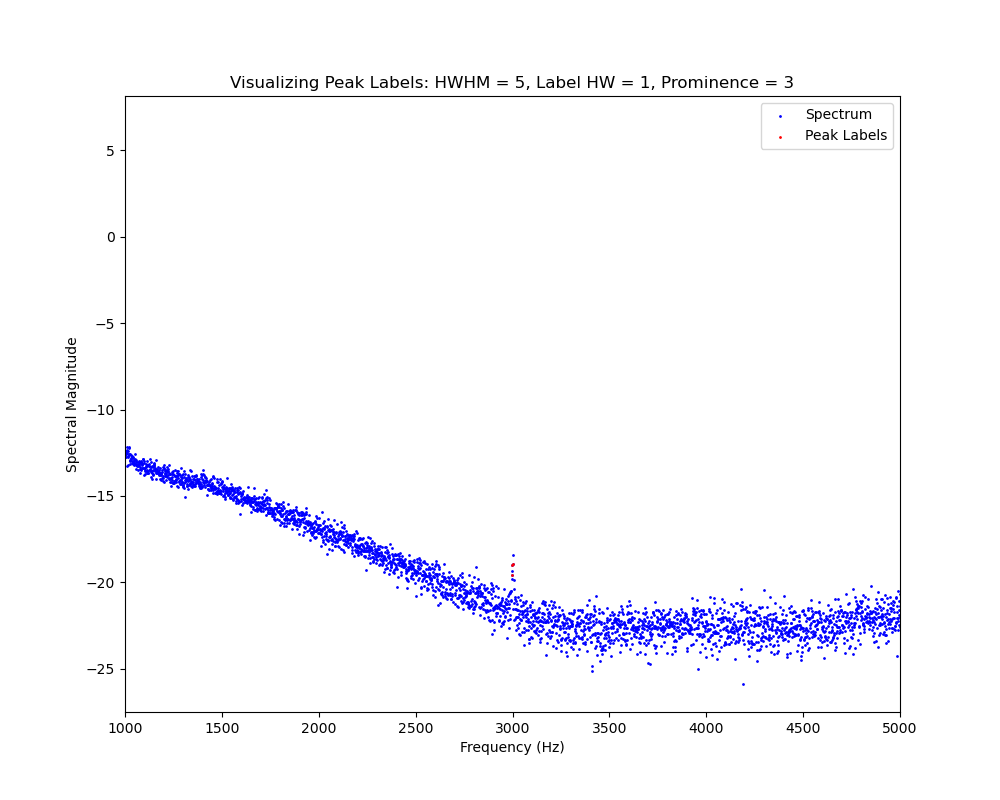 Visualizing Peak Labels: HWHM = 5, Label HW = 1, Prominence = 3
Spectrum
Peak Labels
5
0
−5
−10
−15
−20
−25
Spectral Magnitude
1000 1500 2000 2500 3000 3500 4000 4500 5000
Frequency (Hz)